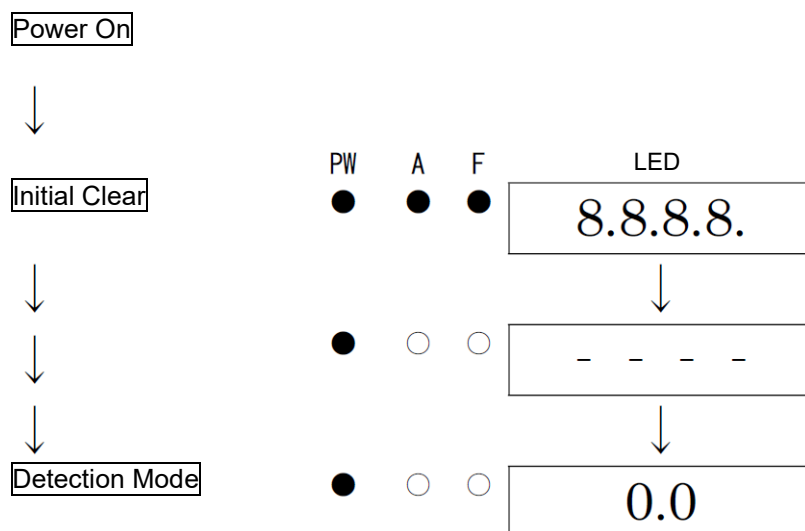 Power On
↓
PW A F LED
Initial Clear ● ● ● 8.8.8.8.
↓ ↓
↓ ● ○ ○ - - - -
↓ ↓
Detection Mode ● ○ ○ 0.0